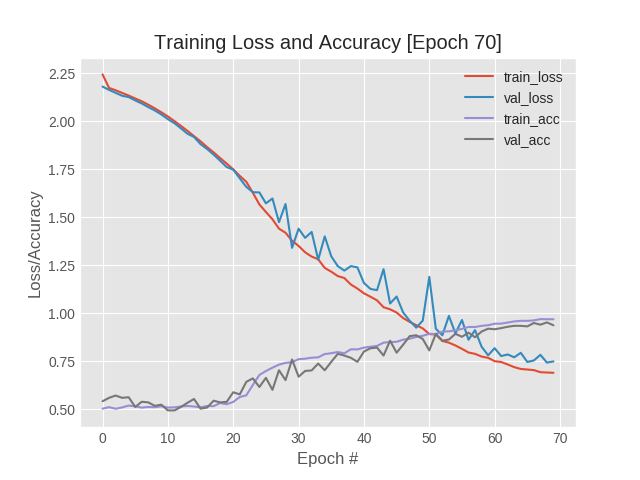 Training Loss and Accuracy [Epoch 70]
train_loss
val_loss
train_acc
val_acc
2.25
2.00
1.75
1.50
1.25
1.00
0.75
0.50
Loss/Accuracy
0 10 20 30 40 50 60 70
Epoch #